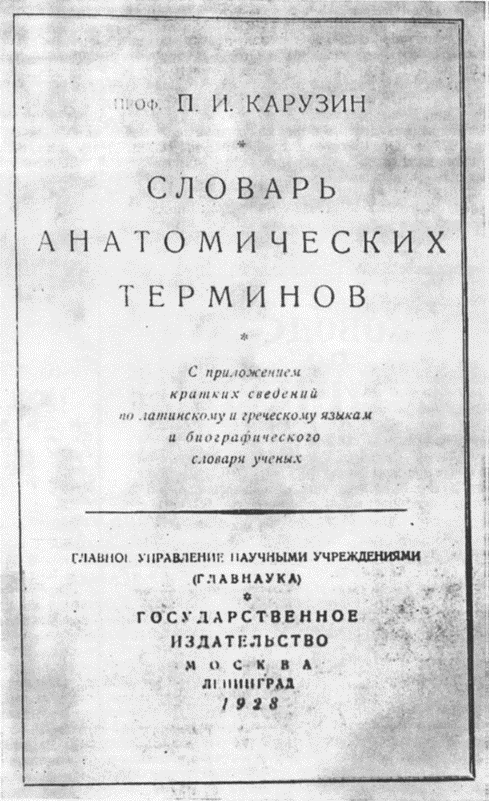 ПРОФ. П. И. КАРУЗИН
*
СЛОВАРЬ
АНАТОМИЧЕСКИХ
ТЕРМИНОВ
*
С приложением
кратких сведений
по латинскому и греческому языкам
и биографического
словаря ученых
ГЛАВНОЕ УПРАВЛЕНИЕ НАУЧНЫМИ УЧРЕЖДЕНИЯМИ
(ГЛАВНАУКА)
*
ГОСУДАРСТВЕННОЕ
ИЗДАТЕЛЬСТВО
МОСКВА
ЛЕНИНГРАД
1928